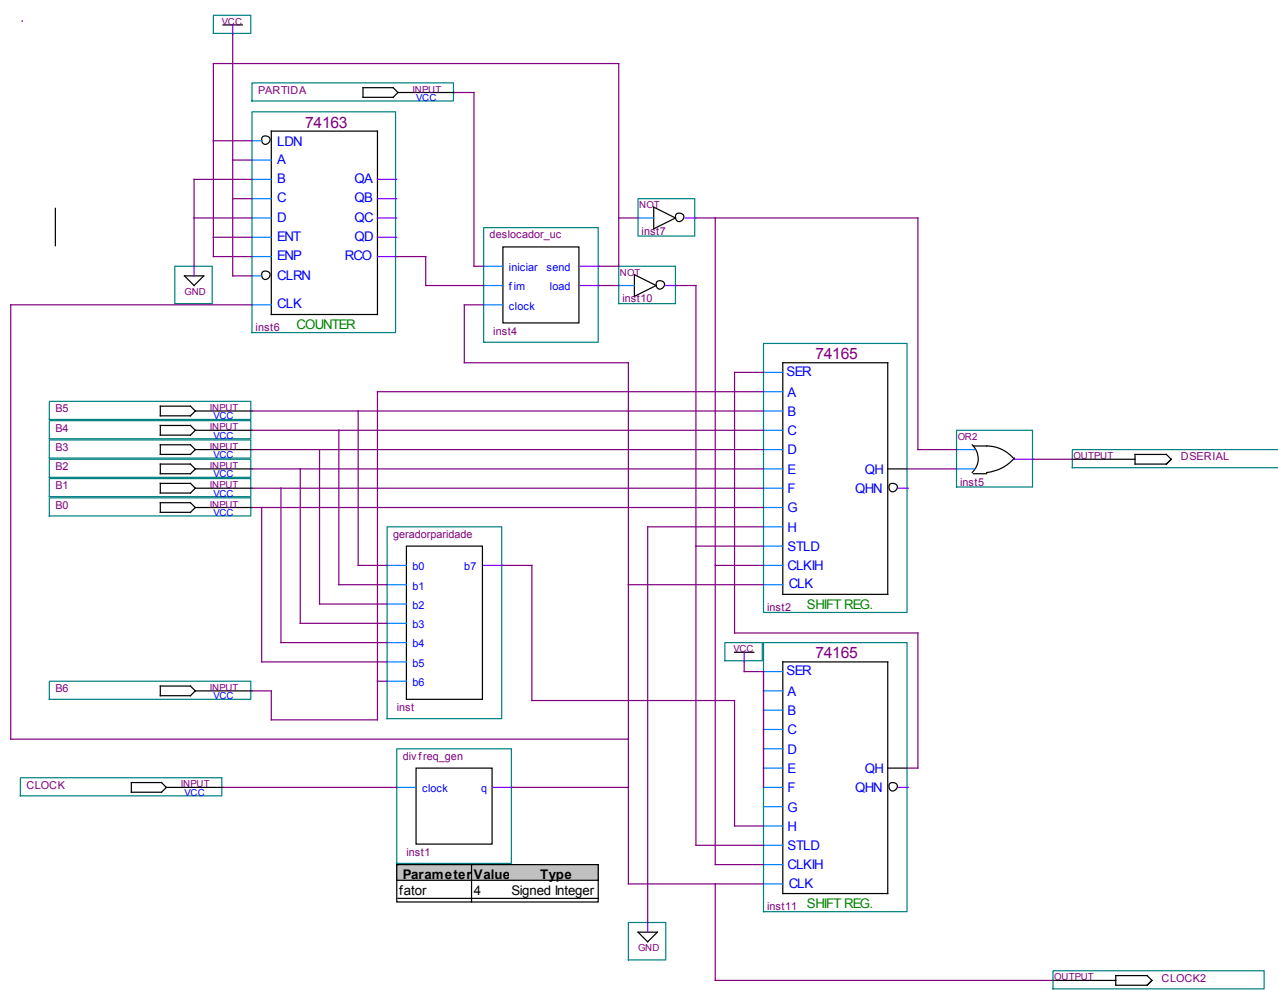 VCC
PARTIDA
INPUT
VCC
74163
LDN
A
B
QA
C
QB
D
QC
ENT
QD
ENP
RCO
CLRN
CLK
inst6
COUNTER
GND
NOT
inst7
deslocador_uc
iniciar
send
fim
load
clock
inst4
NOT
inst10
74165
SER
A
B
C
D
E
QH
F
QHN
G
H
STLD
CLKIH
CLK
inst2
SHIFT REG.
B5
INPUT
VCC
B4
INPUT
VCC
B3
INPUT
VCC
B2
INPUT
VCC
B1
INPUT
VCC
B0
INPUT
VCC
OR2
inst5
OUTPUT
DSERIAL
geradorparidade
b0
b7
b1
b2
b3
b4
b5
b6
inst
B6
INPUT
VCC
VCC
74165
SER
A
B
C
D
E
QH
F
QHN
G
H
STLD
CLKIH
CLK
inst11
SHIFT REG.
divfreq_gen
CLOCK
INPUT
VCC
clock
q
inst1
Parameter Value Type
fator 4 Signed Integer
GND
OUTPUT
CLOCK2